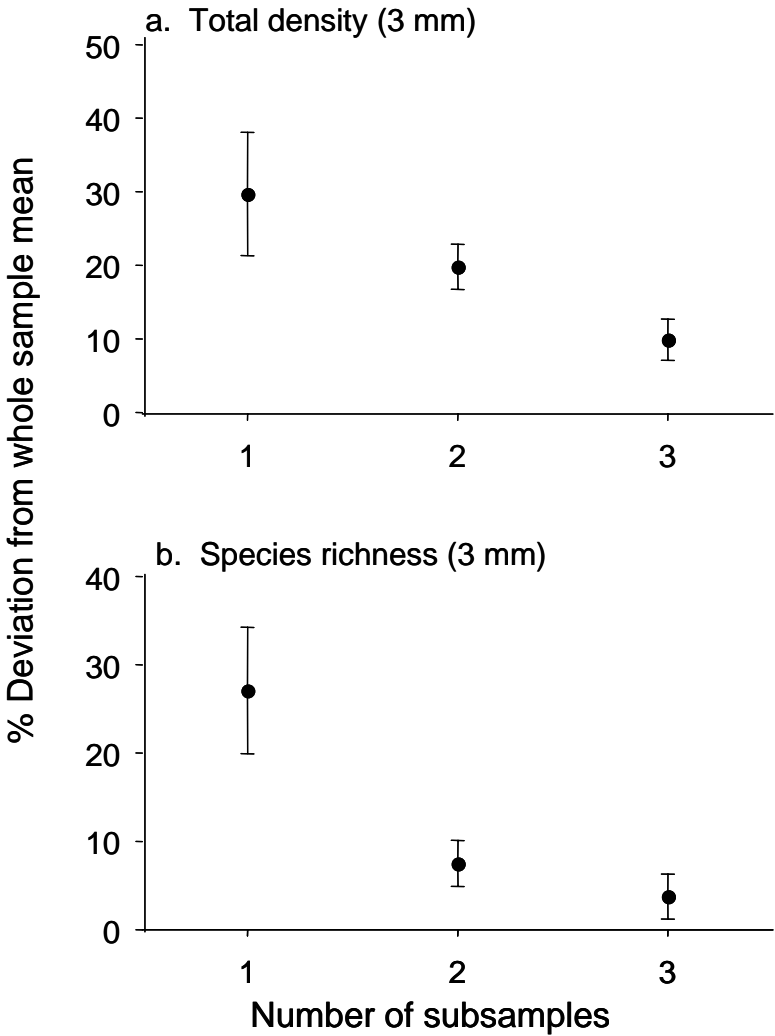 a. Total density (3 mm)
50
40
30
20
10
0
1 2 3
% Deviation from whole sample mean
b. Species richness (3 mm)
40
30
20
10
0
1 2 3
Number of subsamples